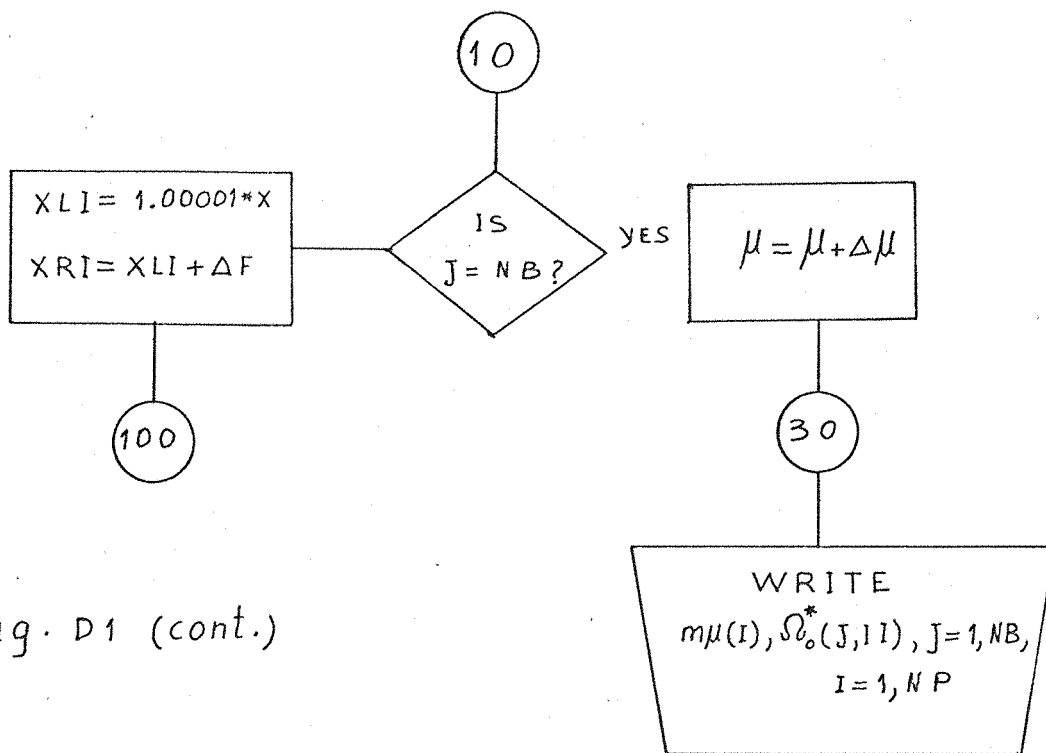 10
XLI= 1.00001*X
XRI= XLI+ΔF
IS
J= NB?
YES
μ=μ+Δμ
100
30
WRITE
mμ(I), Ω₀*(J,II), J=1, NB,
I=1, NP
g. D1 (cont.)